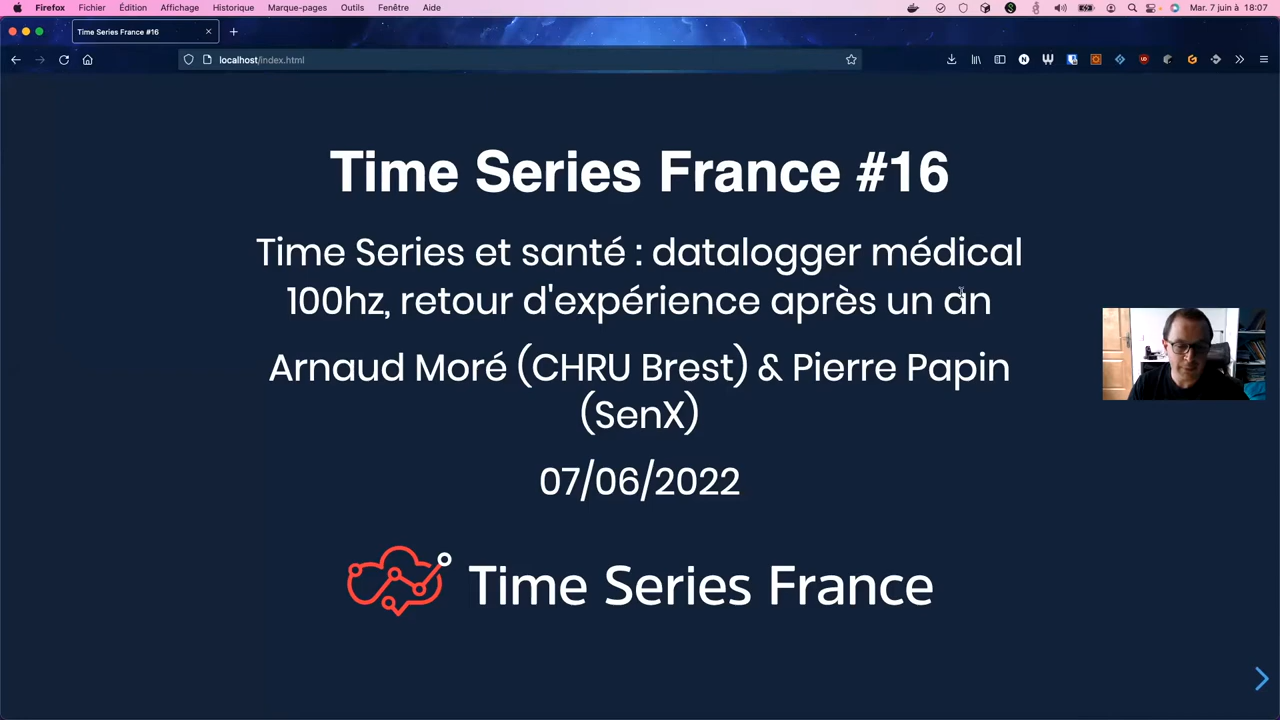 Firefox Fichier Édition Affichage Historique Marque-pages Outils Fenêtre Aide Mar. 7 juin à 18:07
Time Series France #16
localhost/index.html
Time Series France #16
Time Series et santé : datalogger médical
100hz, retour d'expérience après un an
Arnaud Moré (CHRU Brest) & Pierre Papin
(SenX)
07/06/2022
Time Series France